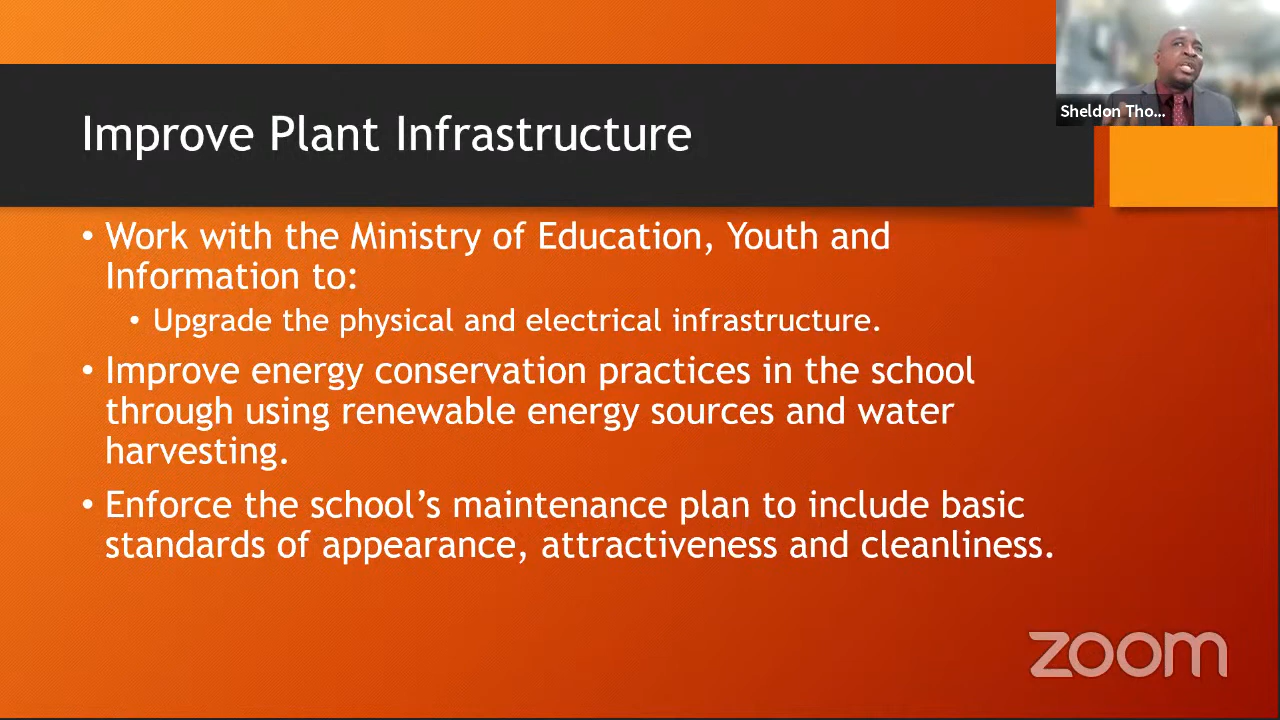 Sheldon Tho...
Improve Plant Infrastructure
• Work with the Ministry of Education, Youth and
Information to:
• Upgrade the physical and electrical infrastructure.
• Improve energy conservation practices in the school
through using renewable energy sources and water
harvesting.
• Enforce the school’s maintenance plan to include basic
standards of appearance, attractiveness and cleanliness.
zoom